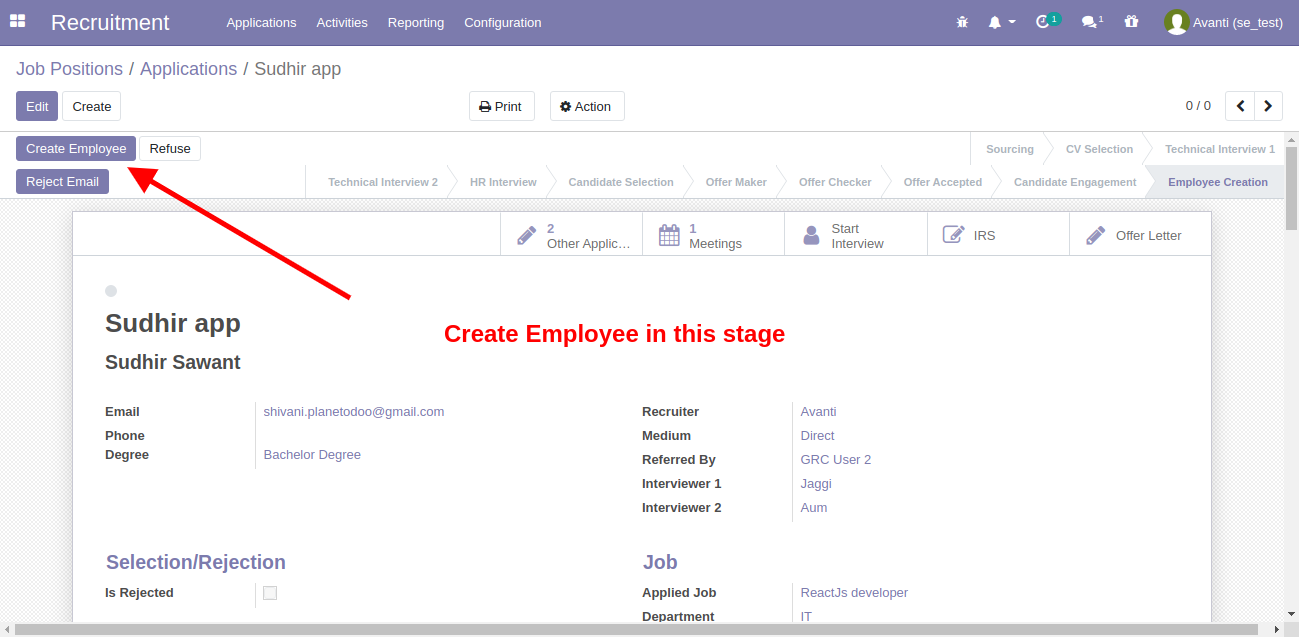 Recruitment Applications Activities Reporting Configuration 1 1 Avanti (se_test)
Job Positions / Applications / Sudhir app
Edit Create Print Action 0 / 0
Create Employee Refuse Sourcing CV Selection Technical Interview 1
Reject Email Technical Interview 2 HR Interview Candidate Selection Offer Maker Offer Checker Offer Accepted Candidate Engagement Employee Creation
2 Other Applic...
1 Meetings
Start Interview
IRS
Offer Letter
Sudhir app
Create Employee in this stage
Sudhir Sawant
Email shivani.planetodoo@gmail.com
Phone
Degree Bachelor Degree
Recruiter Avanti
Medium Direct
Referred By GRC User 2
Interviewer 1 Jaggi
Interviewer 2 Aum
Selection/Rejection
Is Rejected
Job
Applied Job ReactJs developer
Department IT